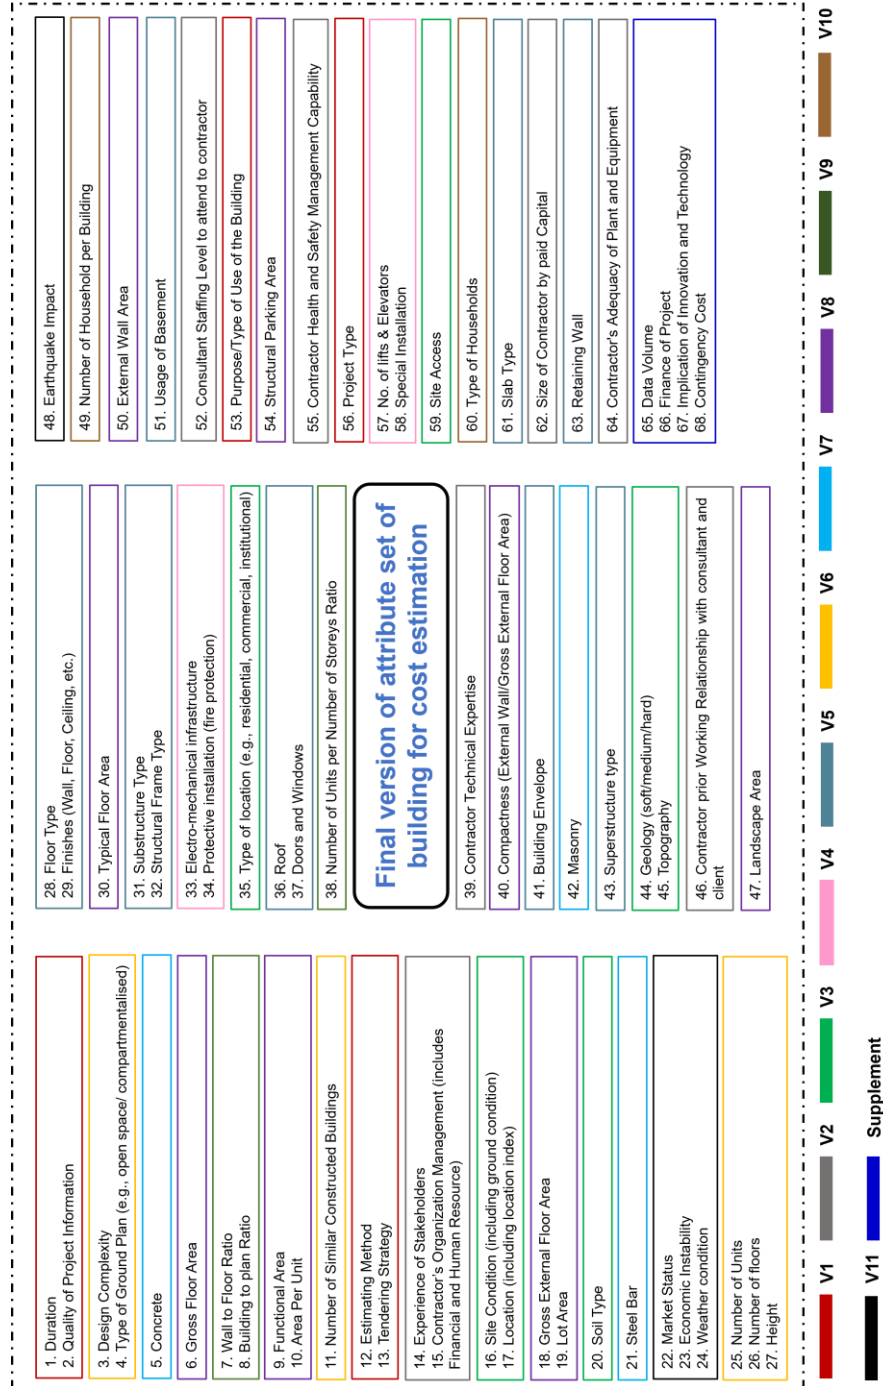 1. Duration
2. Quality of Project Information
3. Design Complexity
4. Type of Ground Plan (e.g., open space/ compartmentalised)
5. Concrete
6. Gross Floor Area
7. Wall to Floor Ratio
8. Building to plan Ratio
9. Functional Area
10. Area Per Unit
11. Number of Similar Constructed Buildings
12. Estimating Method
13. Tendering Strategy
14. Experience of Stakeholders
15. Contractor's Organization Management (includes
Financial and Human Resource)
16. Site Condition (including ground condition)
17. Location (including location index)
18. Gross External Floor Area
19. Lot Area
20. Soil Type
21. Steel Bar
22. Market Status
23. Economic Instability
24. Weather condition
25. Number of Units
26. Number of floors
27. Height
28. Floor Type
29. Finishes (Wall, Floor, Ceiling, etc.)
30. Typical Floor Area
31. Substructure Type
32. Structural Frame Type
33. Electro-mechanical infrastructure
34. Protective installation (fire protection)
35. Type of location (e.g., residential, commercial, institutional)
36. Roof
37. Doors and Windows
38. Number of Units per Number of Storeys Ratio
Final version of attribute set of
building for cost estimation
39. Contractor Technical Expertise
40. Compactness (External Wall/Gross External Floor Area)
41. Building Envelope
42. Masonry
43. Superstructure type
44. Geology (soft/medium/hard)
45. Topography
46. Contractor prior Working Relationship with consultant and
client
47. Landscape Area
48. Earthquake Impact
49. Number of Household per Building
50. External Wall Area
51. Usage of Basement
52. Consultant Staffing Level to attend to contractor
53. Purpose/Type of Use of the Building
54. Structural Parking Area
55. Contractor Health and Safety Management Capability
56. Project Type
57. No. of lifts & Elevators
58. Special Installation
59. Site Access
60. Type of Households
61. Slab Type
62. Size of Contractor by paid Capital
63. Retaining Wall
64. Contractor's Adequacy of Plant and Equipment
65. Data Volume
66. Finance of Project
67. Implication of Innovation and Technology
68. Contingency Cost
V1
V2
V3
V4
V5
V6
V7
V8
V9
V10
V11
Supplement